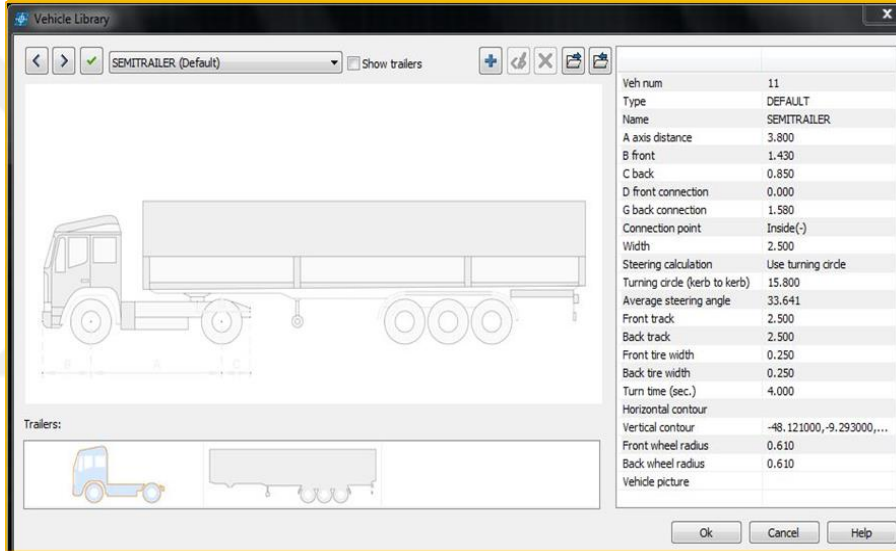 Vehicle Library
SEMITRAILER (Default)
Show trailers
Veh num 11
Type DEFAULT
Name SEMITRAILER
A axis distance 3.800
B front 1.430
C back 0.850
D front connection 0.000
G back connection 1.580
Connection point Inside(-)
Width 2.500
Steering calculation Use turning circle
Turning circle (kerb to kerb) 15.800
Average steering angle 33.641
Front track 2.500
Back track 2.500
Front tire width 0.250
Back tire width 0.250
Turn time (sec.) 4.000
Horizontal contour
Vertical contour -48.121000,-9.293000,...
Front wheel radius 0.610
Back wheel radius 0.610
Vehicle picture
B A C
Trailers:
Ok Cancel Help